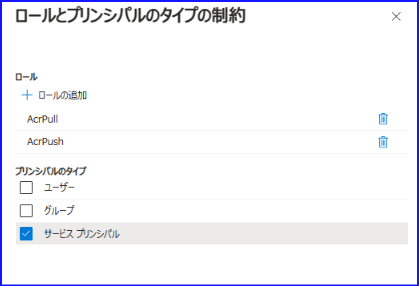 ロールとプリンシパルのタイプの制約
ロール
ロールの追加
AcrPull
AcrPush
プリンシパルのタイプ
ユーザー
グループ
サービス プリンシパル